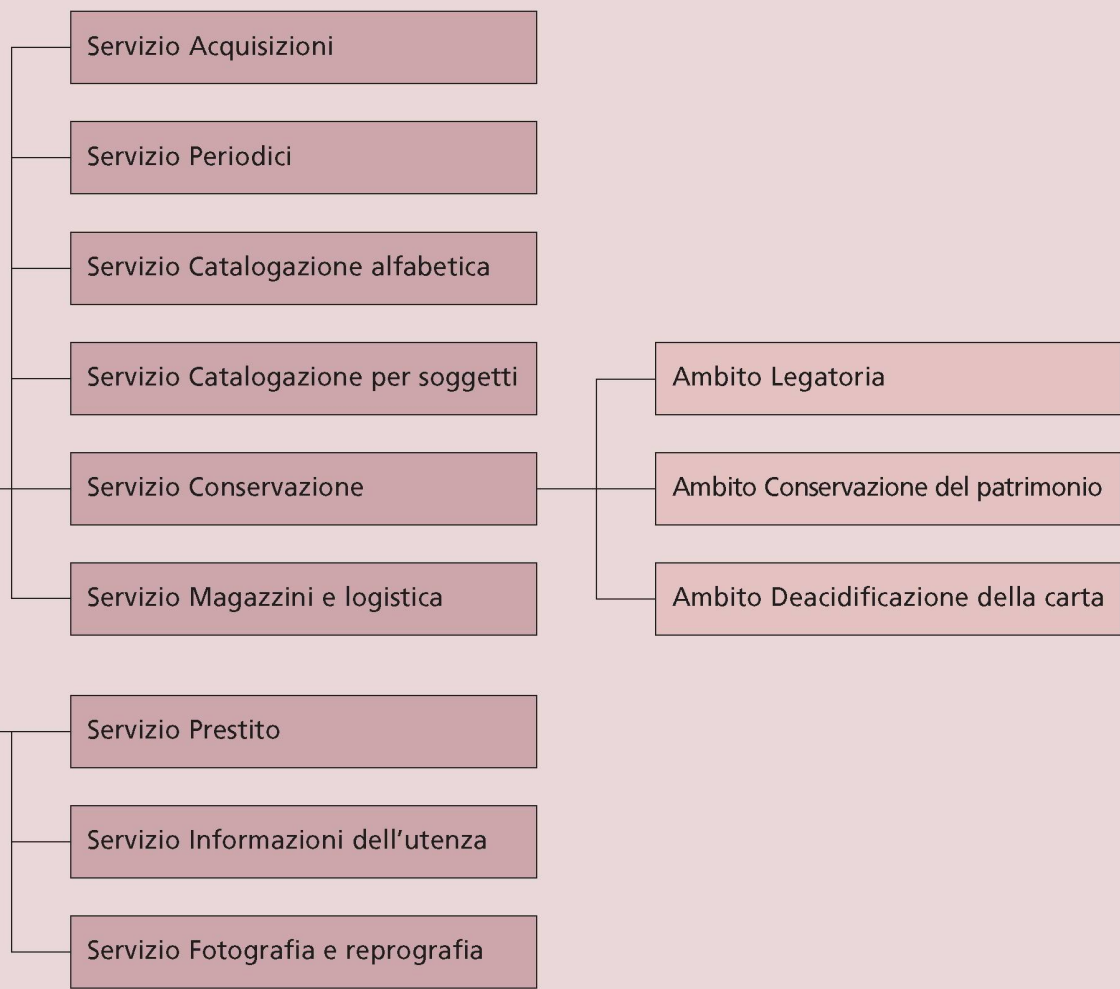 Servizio Acquisizioni
Servizio Periodici
Servizio Catalogazione alfabetica
Servizio Catalogazione per soggetti
Servizio Conservazione
Servizio Magazzini e logistica
Ambito Legatoria
Ambito Conservazione del patrimonio
Ambito Deacidificazione della carta
Servizio Prestito
Servizio Informazioni dell’utenza
Servizio Fotografia e reprografia